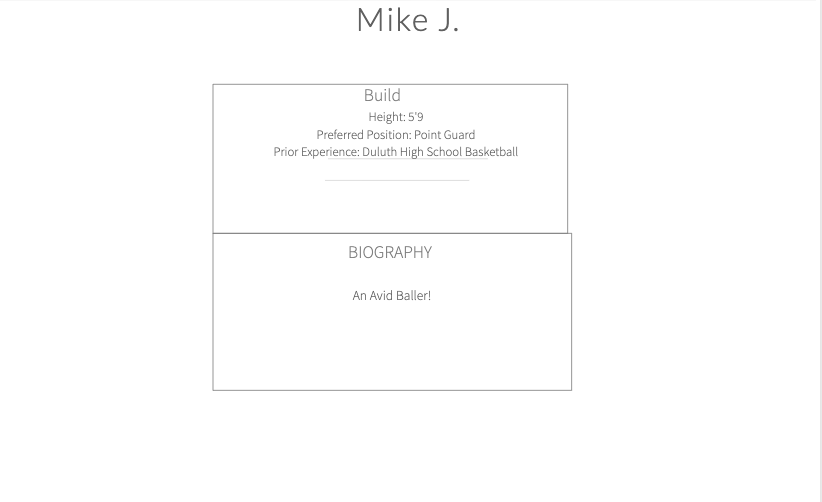 Mike J.
Build
Height: 5'9
Preferred Position: Point Guard
Prior Experience: Duluth High School Basketball
BIOGRAPHY
An Avid Baller!